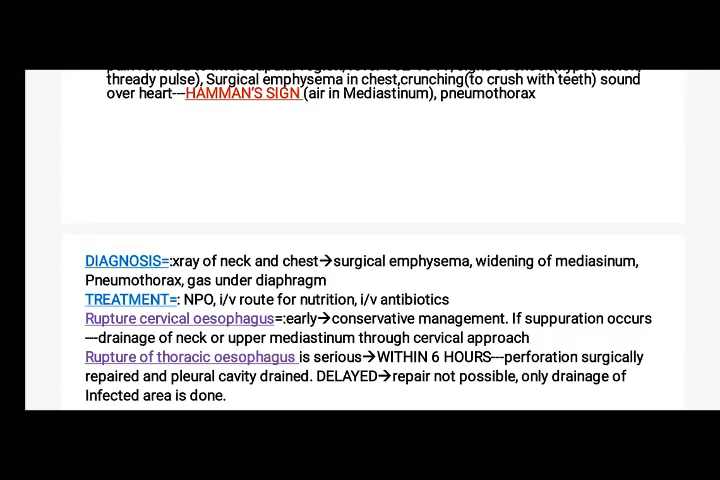 thready pulse), Surgical emphysema in chest,crunching(to crush with teeth) sound
over heart---HAMMAN'S SIGN (air in Mediastinum), pneumothorax
DIAGNOSIS=:xray of neck and chest→surgical emphysema, widening of mediasinum,
Pneumothorax, gas under diaphragm
TREATMENT=: NPO, i/v route for nutrition, i/v antibiotics
Rupture cervical oesophagus=:early→conservative management. If suppuration occurs
---drainage of neck or upper mediastinum through cervical approach
Rupture of thoracic oesophagus is serious→WITHIN 6 HOURS---perforation surgically
repaired and pleural cavity drained. DELAYED→repair not possible, only drainage of
Infected area is done.